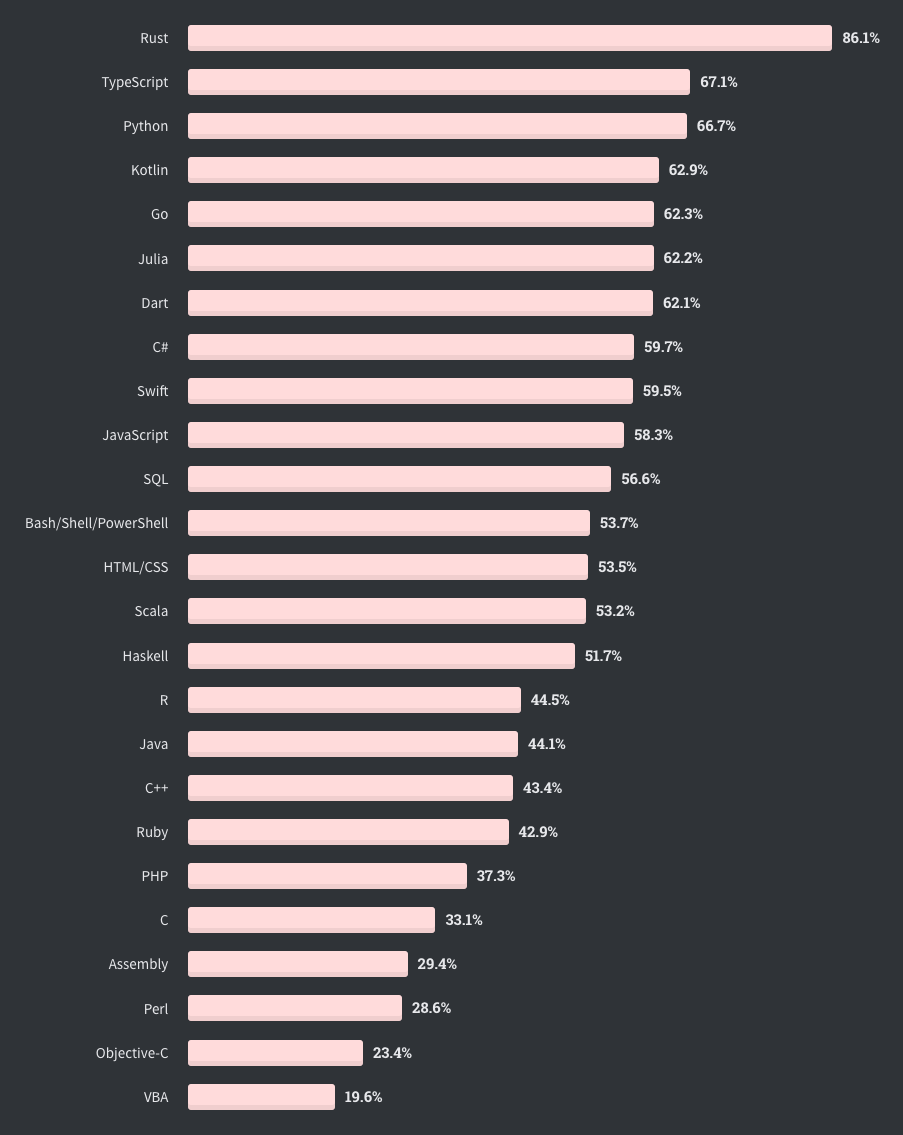 Rust 86.1%
TypeScript 67.1%
Python 66.7%
Kotlin 62.9%
Go 62.3%
Julia 62.2%
Dart 62.1%
C# 59.7%
Swift 59.5%
JavaScript 58.3%
SQL 56.6%
Bash/Shell/PowerShell 53.7%
HTML/CSS 53.5%
Scala 53.2%
Haskell 51.7%
R 44.5%
Java 44.1%
C++ 43.4%
Ruby 42.9%
PHP 37.3%
C 33.1%
Assembly 29.4%
Perl 28.6%
Objective-C 23.4%
VBA 19.6%